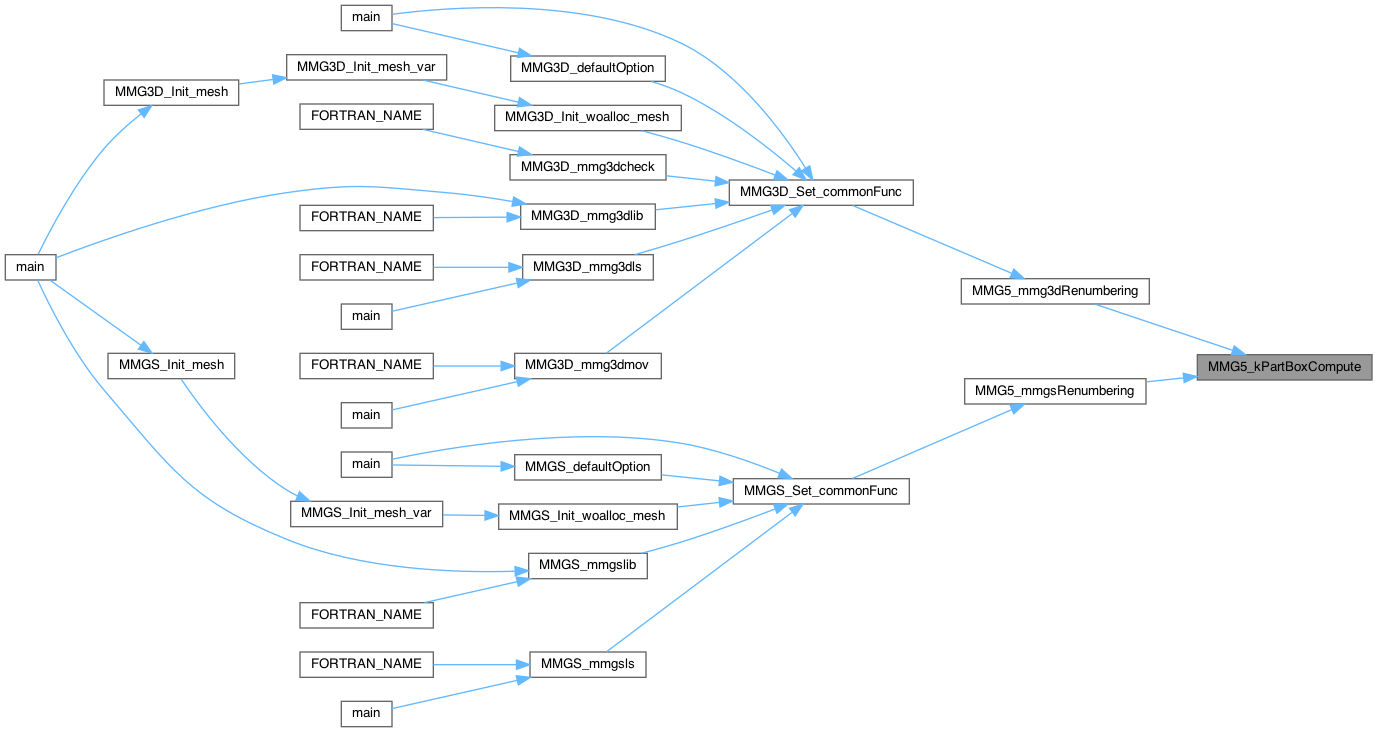 main
MMG3D_Init_mesh_var
MMG3D_defaultOption
MMG3D_Init_mesh
FORTRAN_NAME
MMG3D_Init_woalloc_mesh
MMG3D_mmg3dcheck
MMG3D_Set_commonFunc
FORTRAN_NAME
MMG3D_mmg3dlib
main
FORTRAN_NAME
MMG3D_mmg3dls
MMG5_mmg3dRenumbering
main
MMGS_Init_mesh
FORTRAN_NAME
MMG3D_mmg3dmov
MMG5_kPartBoxCompute
MMG5_mmgsRenumbering
main
main
MMGS_defaultOption
MMGS_Set_commonFunc
MMGS_Init_mesh_var
MMGS_Init_woalloc_mesh
MMGS_mmgslib
FORTRAN_NAME
FORTRAN_NAME
MMGS_mmgsls
main